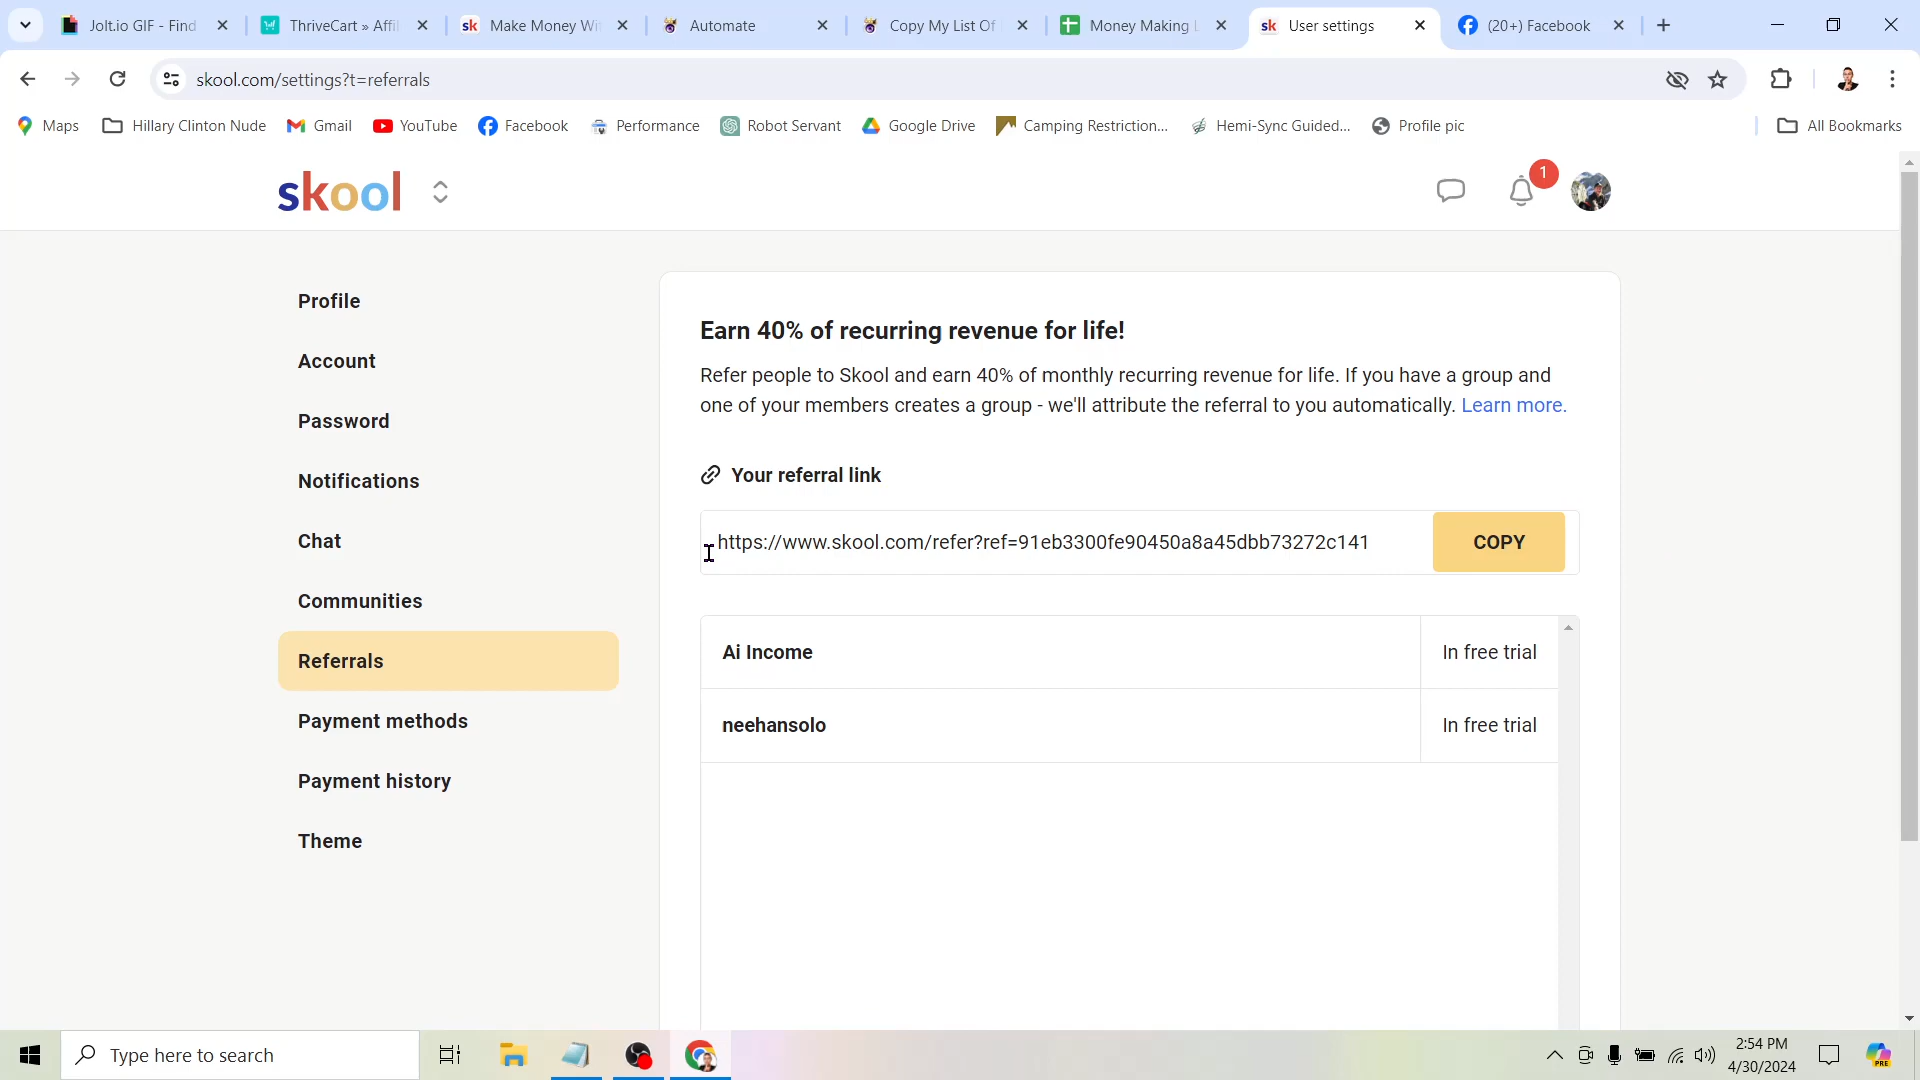 Jolt.io GIF - Find
ThriveCart » Affil
Make Money Wi
Automate
Copy My List Of
Money Making L
User settings
(20+) Facebook
skool.com/settings?t=referrals
Maps
Hillary Clinton Nude
Gmail
YouTube
Facebook
Performance
Robot Servant
Google Drive
Camping Restriction...
Hemi-Sync Guided...
Profile pic
All Bookmarks
skool
1
Profile
Account
Password
Notifications
Chat
Communities
Referrals
Payment methods
Payment history
Theme
Earn 40% of recurring revenue for life!
Refer people to Skool and earn 40% of monthly recurring revenue for life. If you have a group and
one of your members creates a group - we'll attribute the referral to you automatically. Learn more.
Your referral link
https://www.skool.com/refer?ref=91eb3300fe90450a8a45dbb73272c141
COPY
Ai Income
In free trial
neehansolo
In free trial
Type here to search
2:54 PM
4/30/2024
PRE